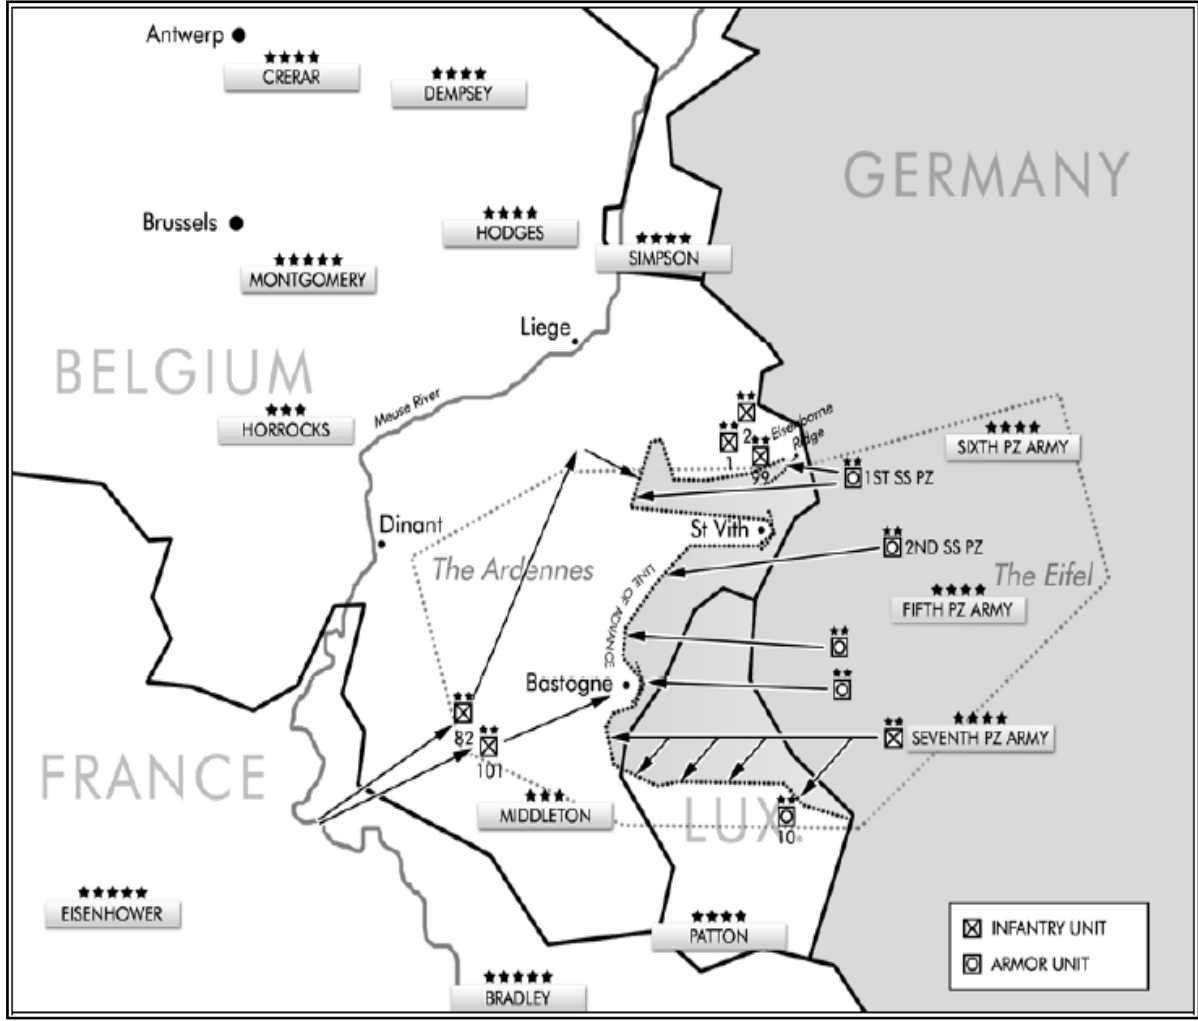 Antwerp
★★★★
CRERAR
★★★★
DEMPSEY
GERMANY
Brussels
★★★★
HODGES
★★★★
SIMPSON
★★★★★
MONTGOMERY
Liege
BELGIUM
Meuse River
★★★
HORROCKS
★★
2
★★
1
★★
99
Elsenborne
Ridge
★★★★
SIXTH PZ ARMY
★★
1ST SS PZ
Dinant
St Vith
★★
2ND SS PZ
The Ardennes
LINE OF ADVANCE
The Eifel
★★★★
FIFTH PZ ARMY
★★
Bastogne
★★
★★
82
★★
101
★★
★★★★
SEVENTH PZ ARMY
FRANCE
★★★
MIDDLETON
LUX.
★★
10
★★★★★
EISENHOWER
★★★★
PATTON
INFANTRY UNIT
ARMOR UNIT
★★★★★
BRADLEY